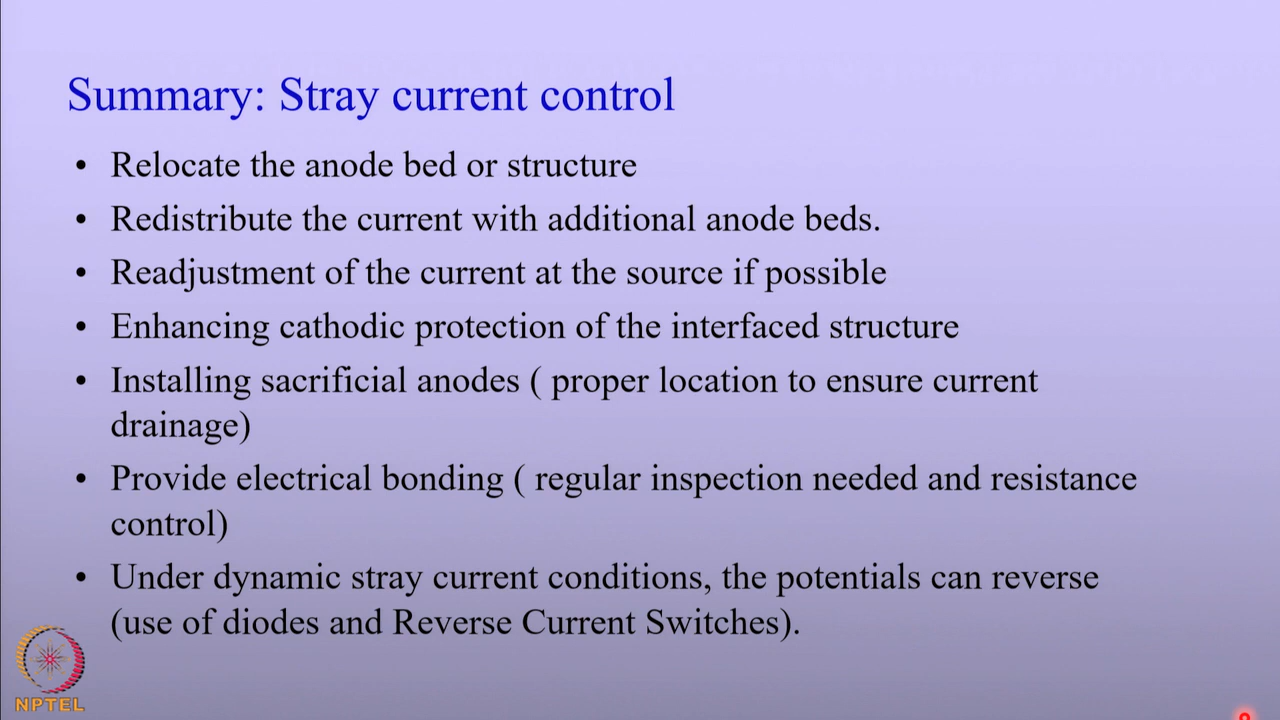 Summary: Stray current control
• Relocate the anode bed or structure
• Redistribute the current with additional anode beds.
• Readjustment of the current at the source if possible
• Enhancing cathodic protection of the interfaced structure
• Installing sacrificial anodes ( proper location to ensure current
drainage)
• Provide electrical bonding ( regular inspection needed and resistance
control)
• Under dynamic stray current conditions, the potentials can reverse
(use of diodes and Reverse Current Switches).
NPTEL